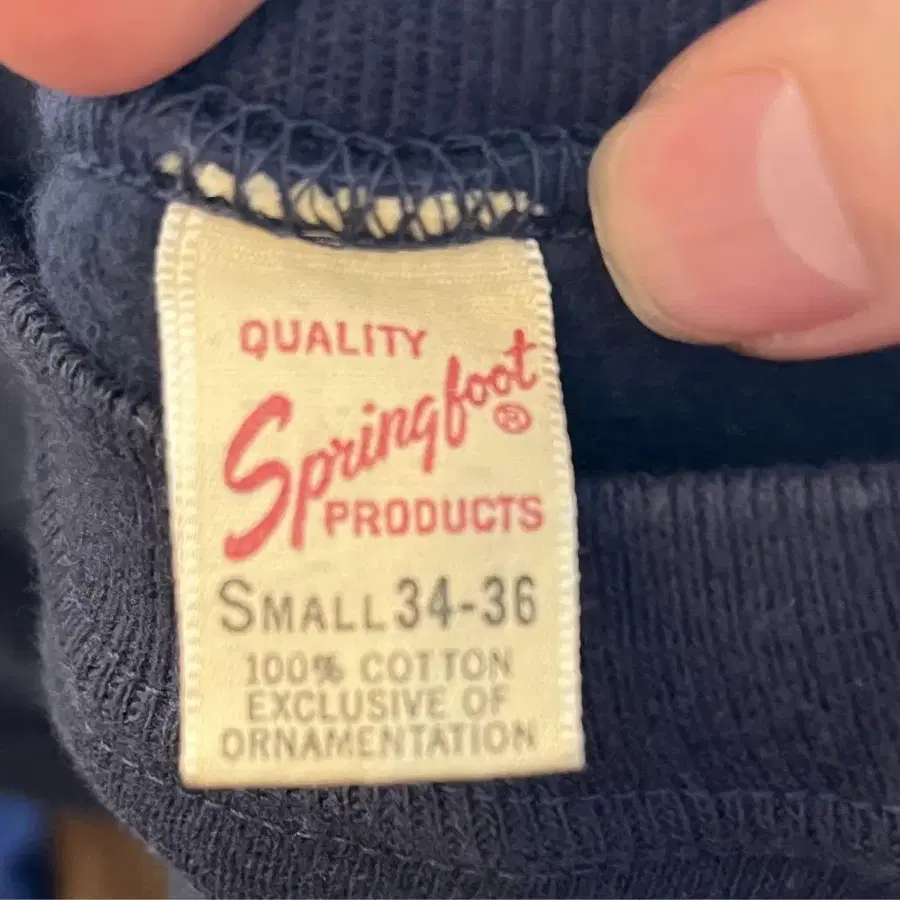 QUALITY
Springfoot®
PRODUCTS
SMALL 34-36
100% COTTON
EXCLUSIVE OF
ORNAMENTATION